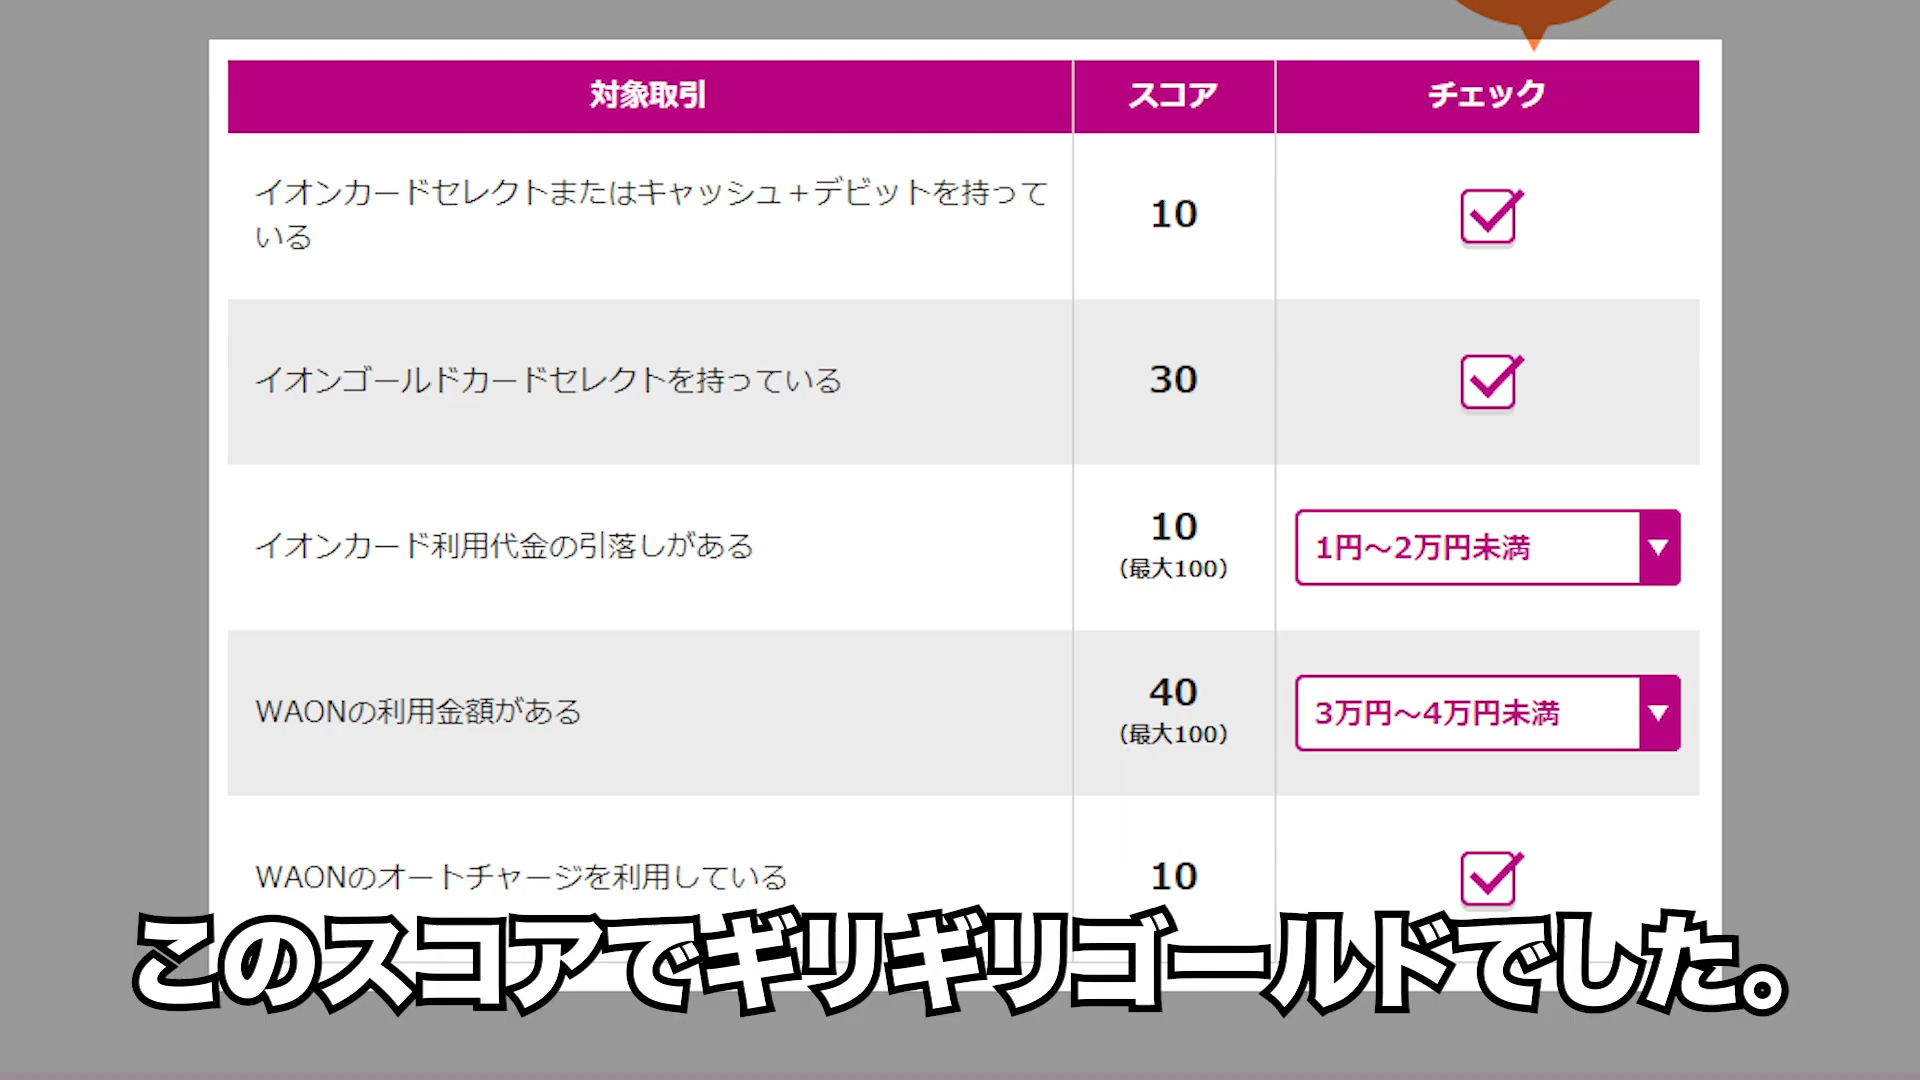 対象取引 スコア チェック
イオンカードセレクトまたはキャッシュ＋デビットを持って
いる
10
イオンゴールドカードセレクトを持っている 30
イオンカード利用代金の引落しがある
10
（最大100）
1円～2万円未満
WAONの利用金額がある
40
（最大100）
3万円～4万円未満
WAONのオートチャージを利用している 10
このスコアでギリギリゴールドでした。